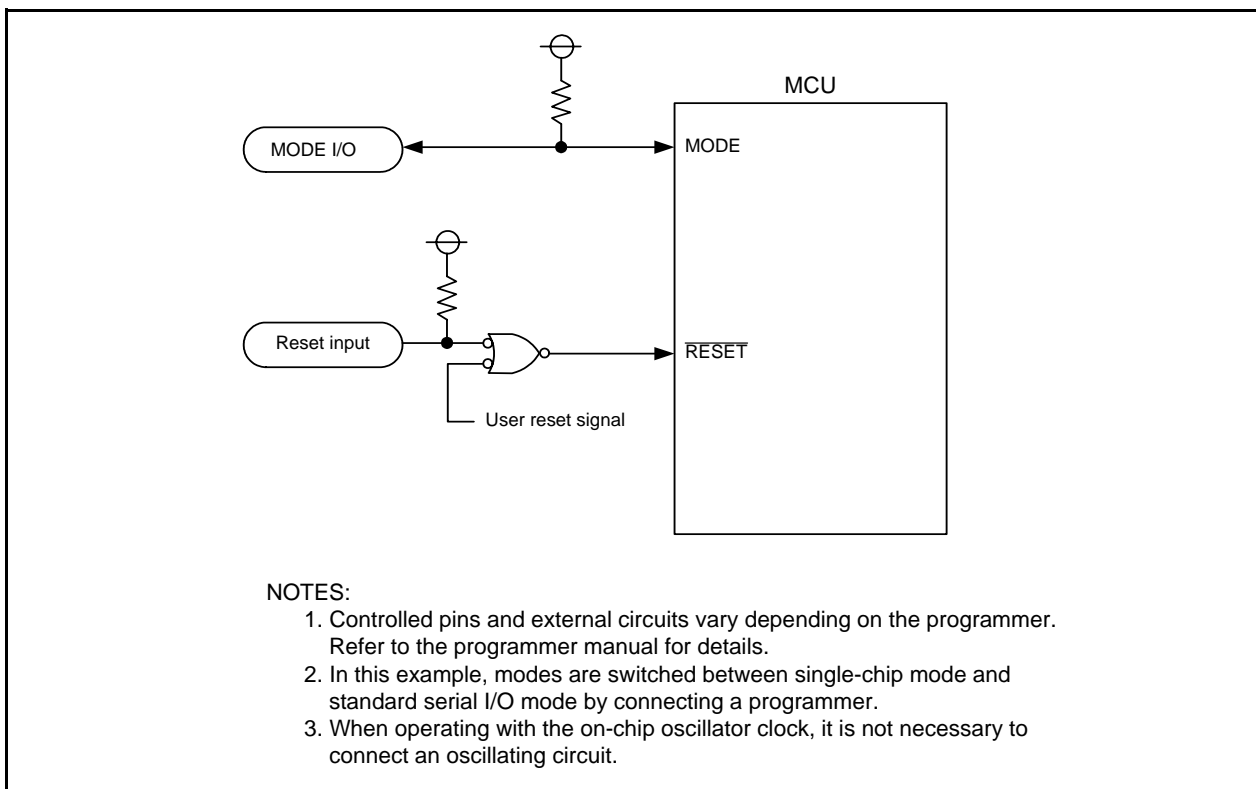 MCU
MODE I/O
MODE
Reset input
RESET
User reset signal
NOTES:
1. Controlled pins and external circuits vary depending on the programmer.
Refer to the programmer manual for details.
2. In this example, modes are switched between single-chip mode and
standard serial I/O mode by connecting a programmer.
3. When operating with the on-chip oscillator clock, it is not necessary to
connect an oscillating circuit.